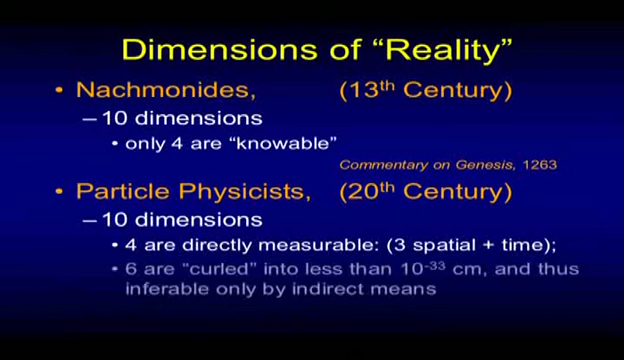 Dimensions of “Reality”
• Nachmonides, (13th Century)
– 10 dimensions
• only 4 are “knowable”
Commentary on Genesis, 1263
• Particle Physicists, (20th Century)
– 10 dimensions
• 4 are directly measurable: (3 spatial + time);
• 6 are “curled” into less than 10⁻³³ cm, and thus
inferable only by indirect means